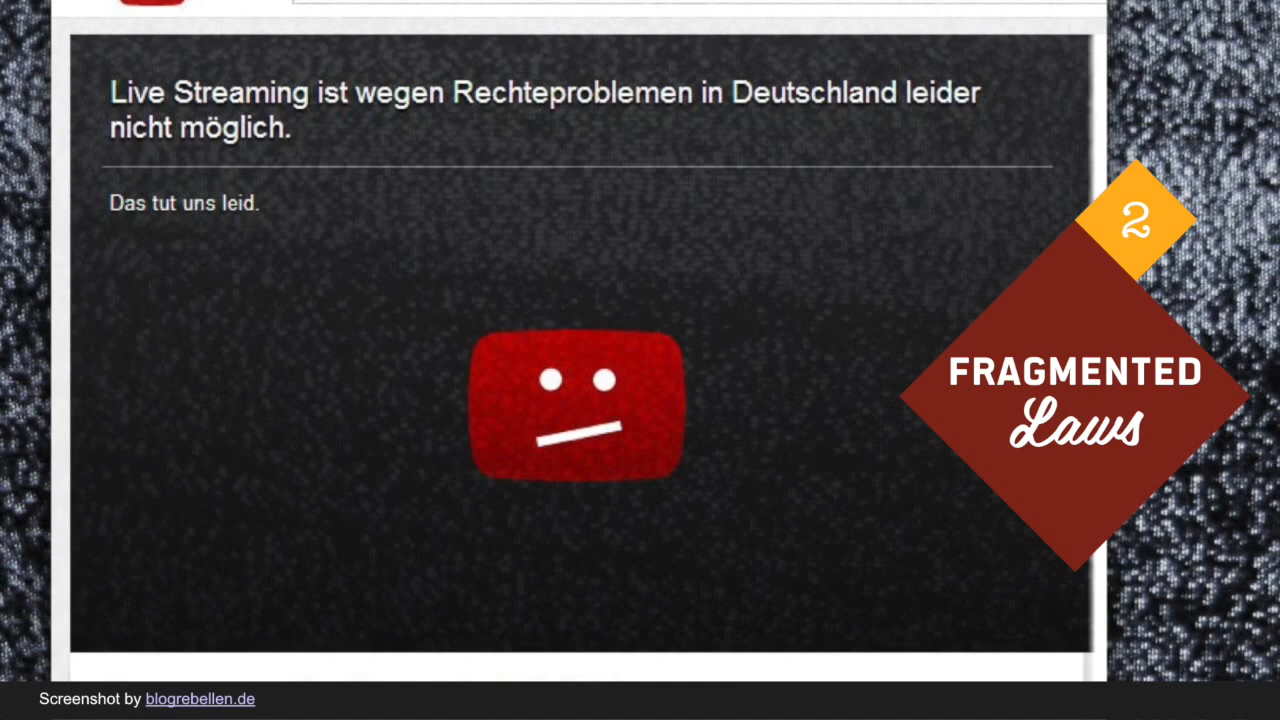 Live Streaming ist wegen Rechteproblemen in Deutschland leider
nicht möglich.
Das tut uns leid.
2
FRAGMENTED
Laws
Screenshot by blogrebellen.de